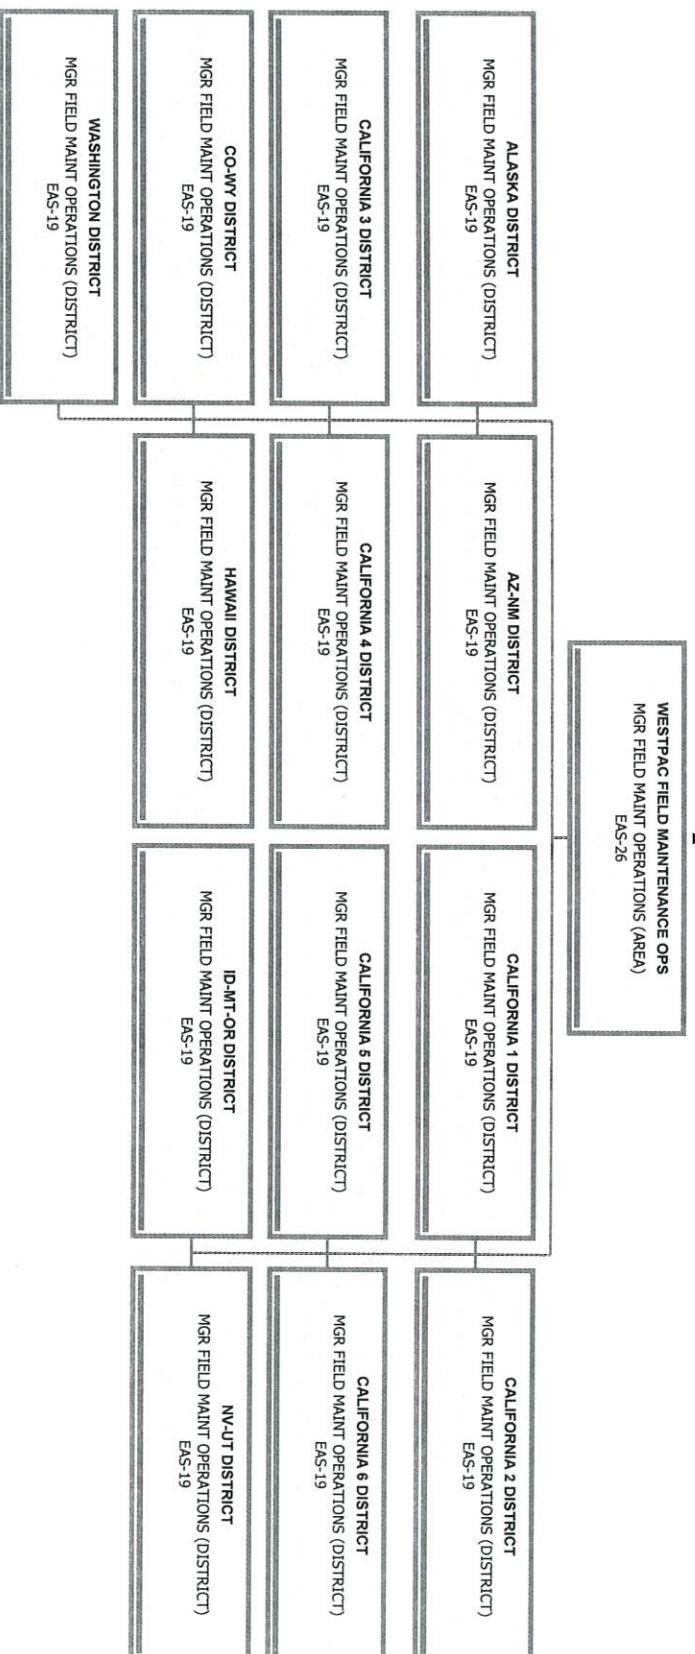 WESTPAC FIELD MAINTENANCE OPS
MGR FIELD MAINT OPERATIONS (AREA)
EAS-26
ALASKA DISTRICT
MGR FIELD MAINT OPERATIONS (DISTRICT)
EAS-19
AZ-NM DISTRICT
MGR FIELD MAINT OPERATIONS (DISTRICT)
EAS-19
CALIFORNIA 1 DISTRICT
MGR FIELD MAINT OPERATIONS (DISTRICT)
EAS-19
CALIFORNIA 2 DISTRICT
MGR FIELD MAINT OPERATIONS (DISTRICT)
EAS-19
CALIFORNIA 3 DISTRICT
MGR FIELD MAINT OPERATIONS (DISTRICT)
EAS-19
CALIFORNIA 4 DISTRICT
MGR FIELD MAINT OPERATIONS (DISTRICT)
EAS-19
CALIFORNIA 5 DISTRICT
MGR FIELD MAINT OPERATIONS (DISTRICT)
EAS-19
CALIFORNIA 6 DISTRICT
MGR FIELD MAINT OPERATIONS (DISTRICT)
EAS-19
CO-WY DISTRICT
MGR FIELD MAINT OPERATIONS (DISTRICT)
EAS-19
HAWAII DISTRICT
MGR FIELD MAINT OPERATIONS (DISTRICT)
EAS-19
ID-MT-OR DISTRICT
MGR FIELD MAINT OPERATIONS (DISTRICT)
EAS-19
NV-UT DISTRICT
MGR FIELD MAINT OPERATIONS (DISTRICT)
EAS-19
WASHINGTON DISTRICT
MGR FIELD MAINT OPERATIONS (DISTRICT)
EAS-19